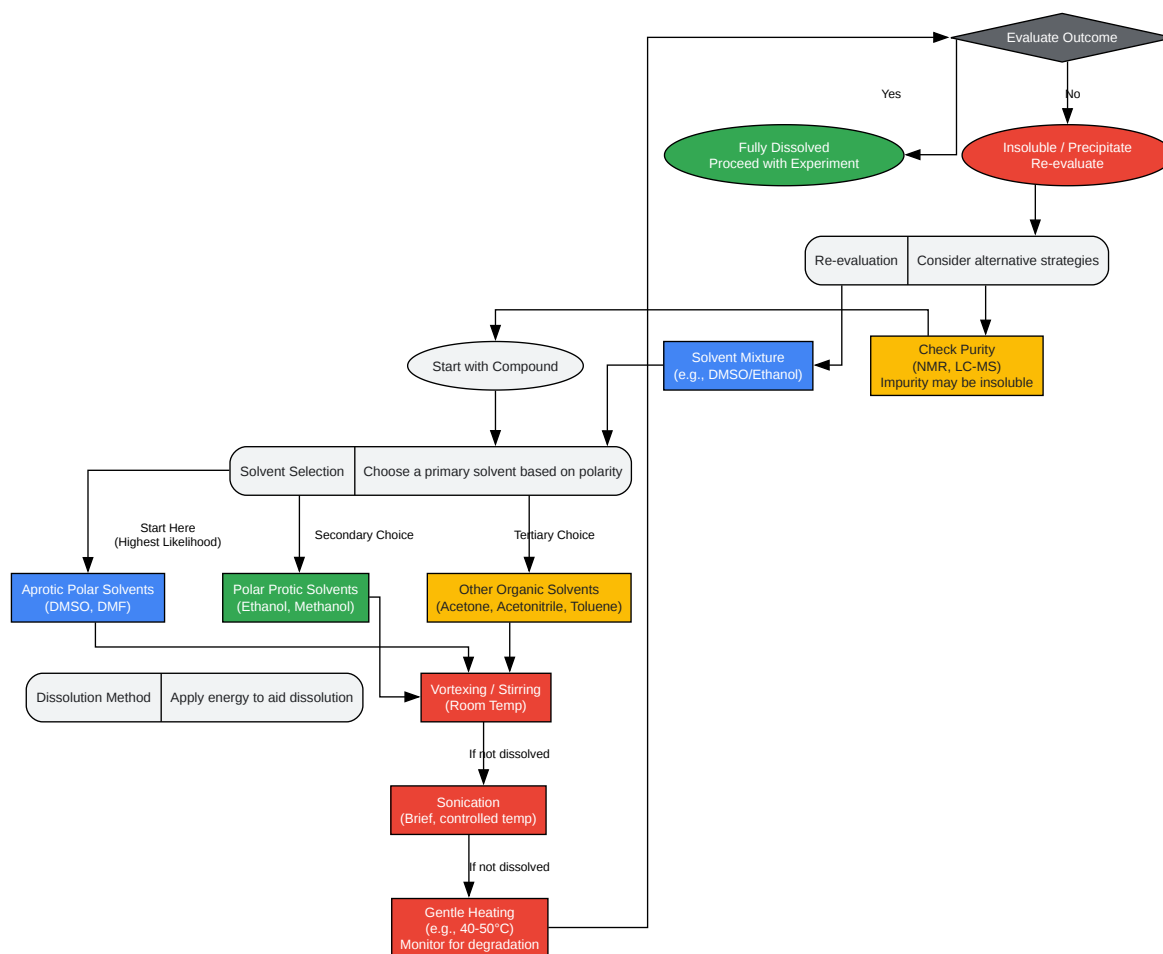 Evaluate Outcome
Yes
No
Fully Dissolved
Proceed with Experiment
Insoluble / Precipitate
Re-evaluate
Re-evaluation
Consider alternative strategies
Start with Compound
Solvent Mixture
(e.g., DMSO/Ethanol)
Check Purity
(NMR, LC-MS)
Impurity may be insoluble
Solvent Selection
Choose a primary solvent based on polarity
Start Here
(Highest Likelihood)
Secondary Choice
Tertiary Choice
Aprotic Polar Solvents
(DMSO, DMF)
Polar Protic Solvents
(Ethanol, Methanol)
Other Organic Solvents
(Acetone, Acetonitrile, Toluene)
Dissolution Method
Apply energy to aid dissolution
Vortexing / Stirring
(Room Temp)
If not dissolved
Sonication
(Brief, controlled temp)
If not dissolved
Gentle Heating
(e.g., 40-50°C)
Monitor for degradation